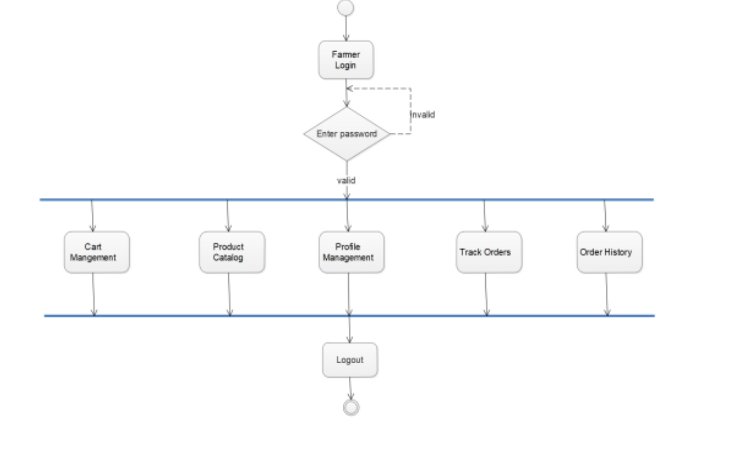 Farmer
Login
Invalid
Enter password
valid
Cart
Mangement
Product
Catalog
Profile
Management
Track Orders
Order History
Logout